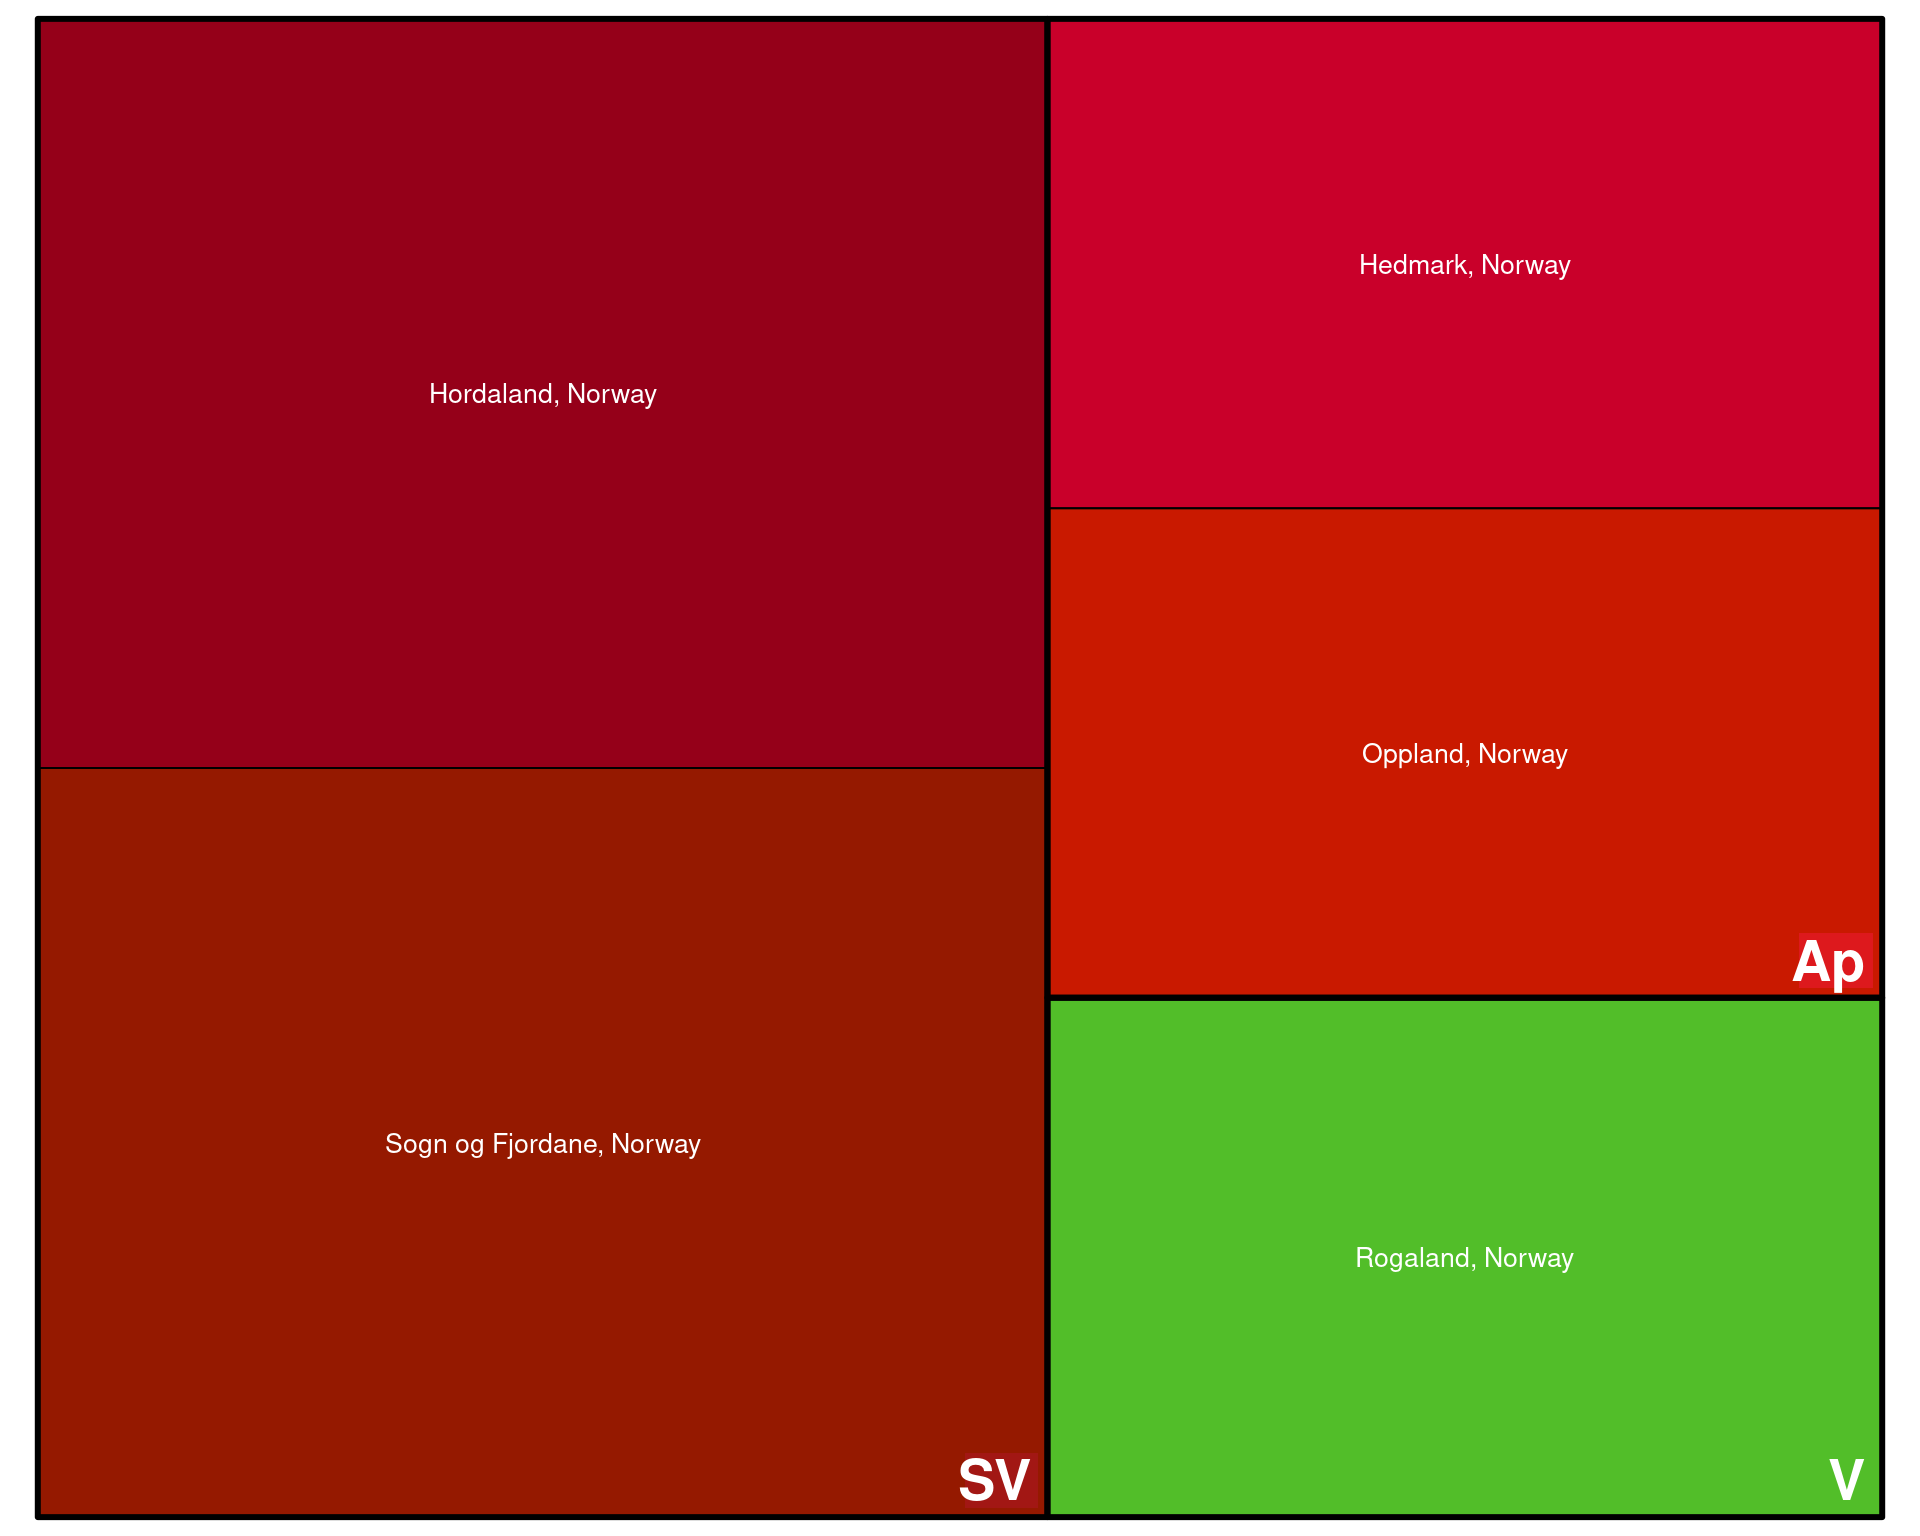 Hordaland, Norway
Sogn og Fjordane, Norway
SV
Hedmark, Norway
Oppland, Norway
Ap
Rogaland, Norway
V